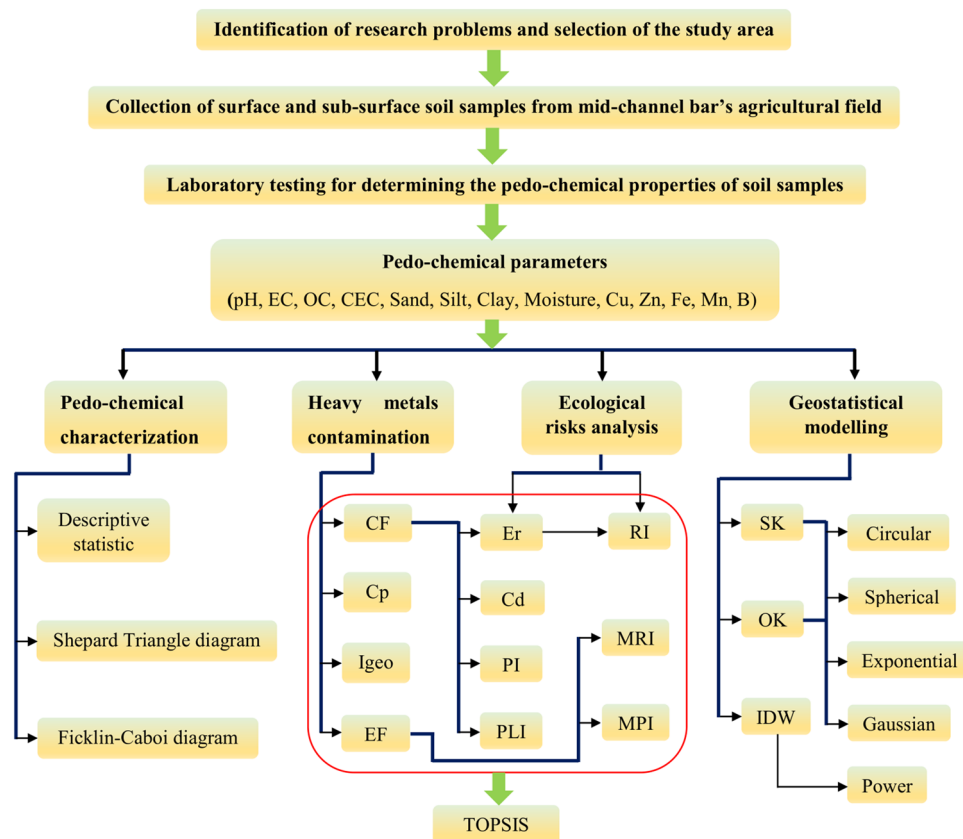 Identification of research problems and selection of the study area
Collection of surface and sub-surface soil samples from mid-channel bar's agricultural field
Laboratory testing for determining the pedo-chemical properties of soil samples
Pedo-chemical parameters
(pH, EC, OC, CEC, Sand, Silt, Clay, Moisture, Cu, Zn, Fe, Mn, B)
Pedo-chemical
characterization
Heavy metals
contamination
Ecological
risks analysis
Geostatistical
modelling
Descriptive
statistic
Shepard Triangle diagram
Ficklin-Caboi diagram
CF
Cp
Igeo
EF
Er
Cd
PI
PLI
RI
MRI
MPI
SK
OK
IDW
Circular
Spherical
Exponential
Gaussian
Power
TOPSIS